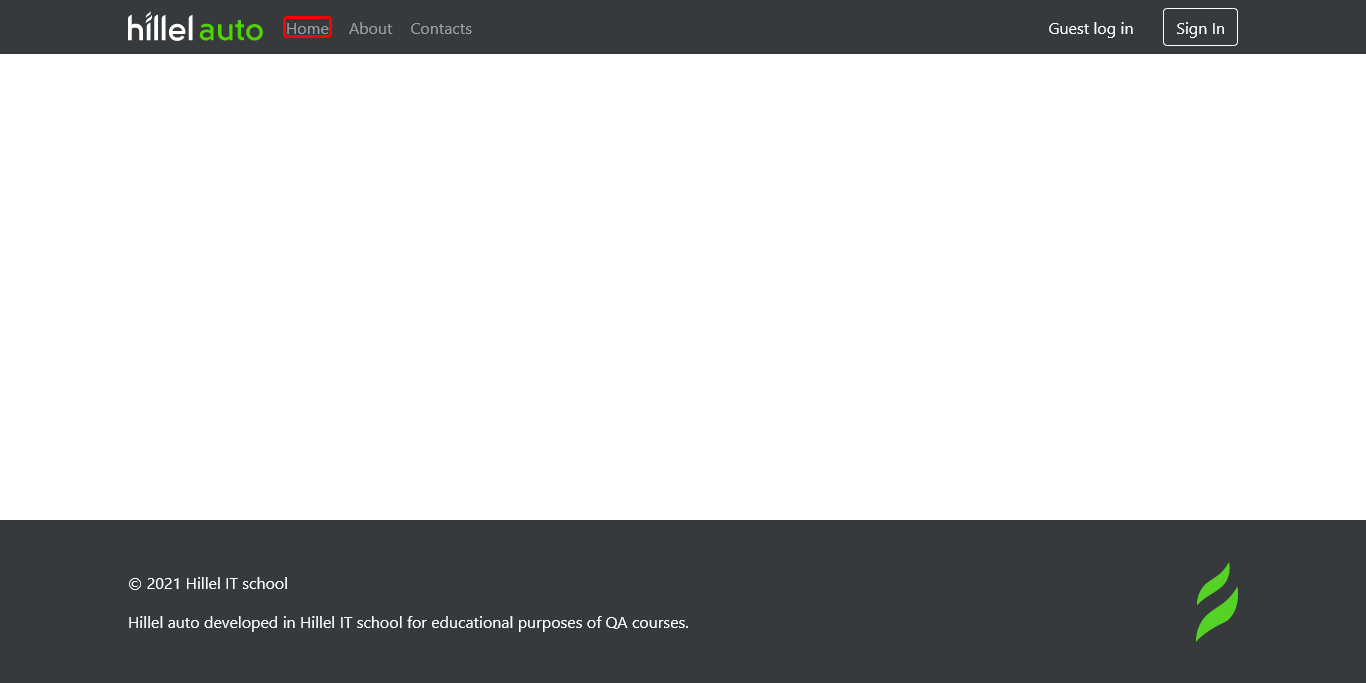 hillel auto Home About Contacts Guest log in Sign In
© 2021 Hillel IT school
Hillel auto developed in Hillel IT school for educational purposes of QA courses.